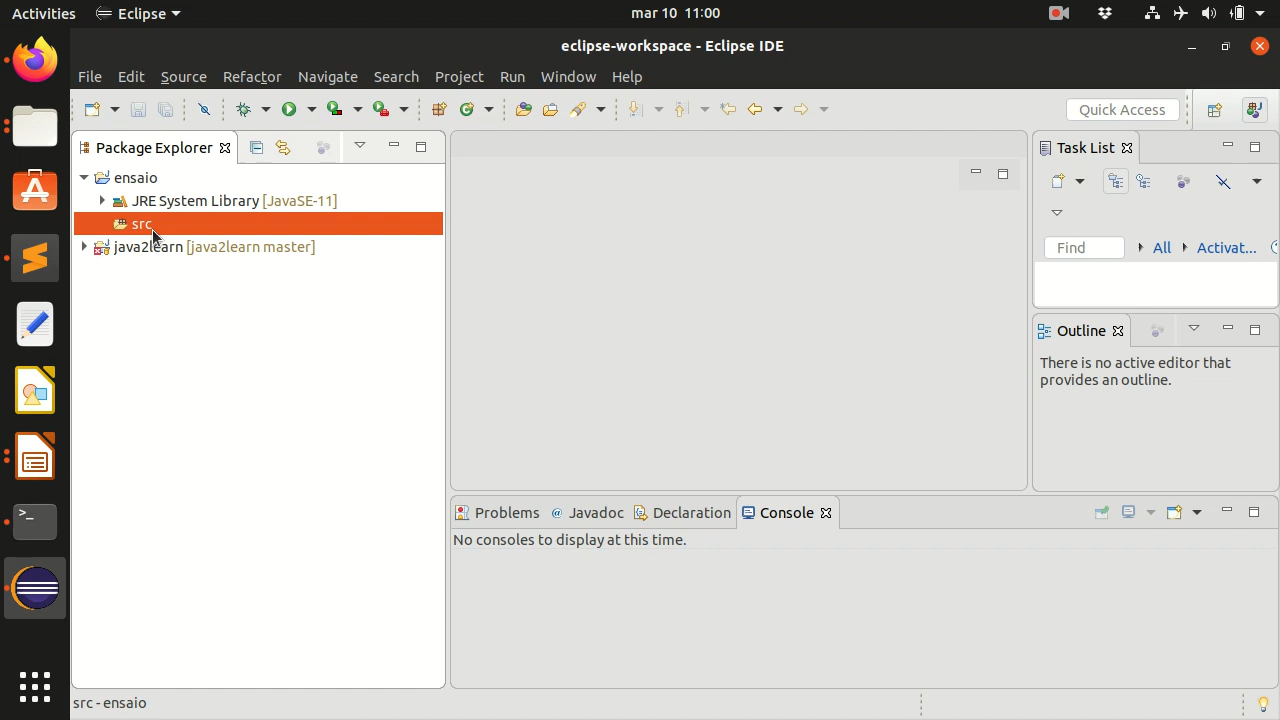 Activities Eclipse mar 10 11:00
eclipse-workspace - Eclipse IDE
File Edit Source Refactor Navigate Search Project Run Window Help
Quick Access
Package Explorer
Task List
ensaio
JRE System Library [JavaSE-11]
src
java2learn [java2learn master]
Find All Activat...
Outline
There is no active editor that
provides an outline.
Problems @ Javadoc Declaration Console
No consoles to display at this time.
src - ensaio